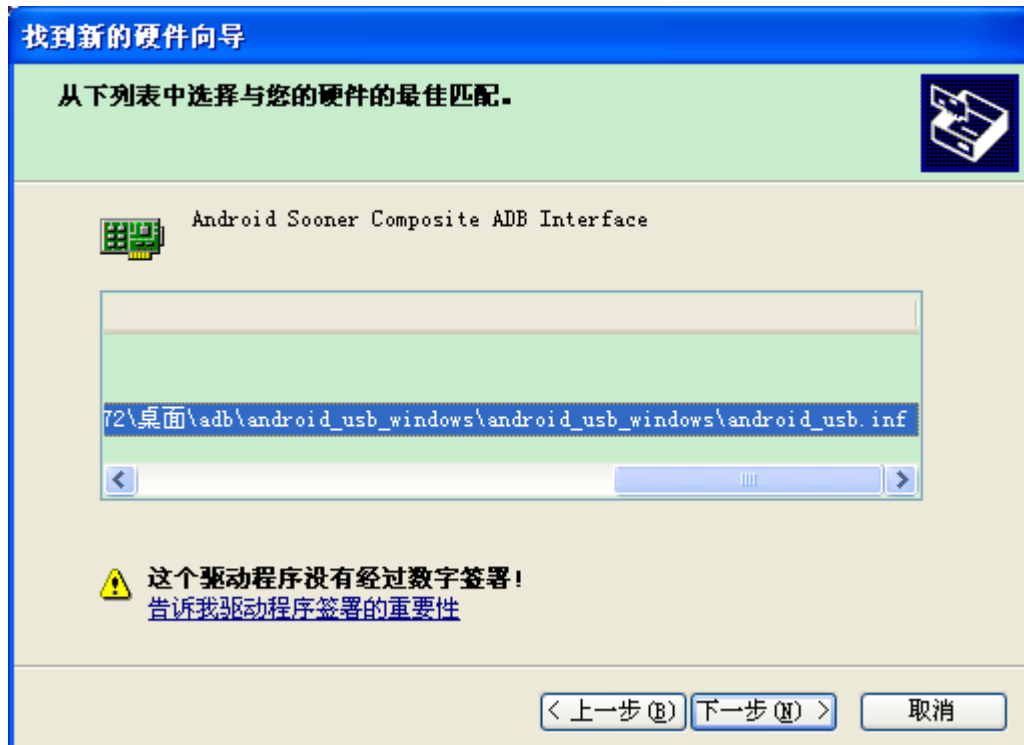 找到新的硬件向导
从下列表中选择与您的硬件的最佳匹配。
Android Sooner Composite ADB Interface
72\桌面\adb\android_usb_windows\android_usb_windows\android_usb.inf
这个驱动程序没有经过数字签署!
告诉我驱动程序签署的重要性
< 上一步(B) 下一步(N) > 取消